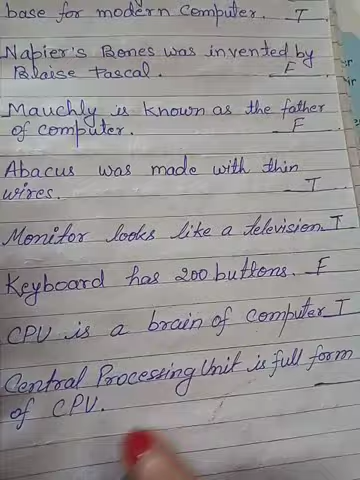 base for modern computer. T
Napier's Bones was invented by
Blaise Pascal. F
Mauchly is known as the father
of computer. F
Abacus was made with thin
wires. T
Monitor looks like a television. T
Keyboard has 200 buttons. F
CPU is a brain of computer. T
Central Processing Unit is full form
of CPU.